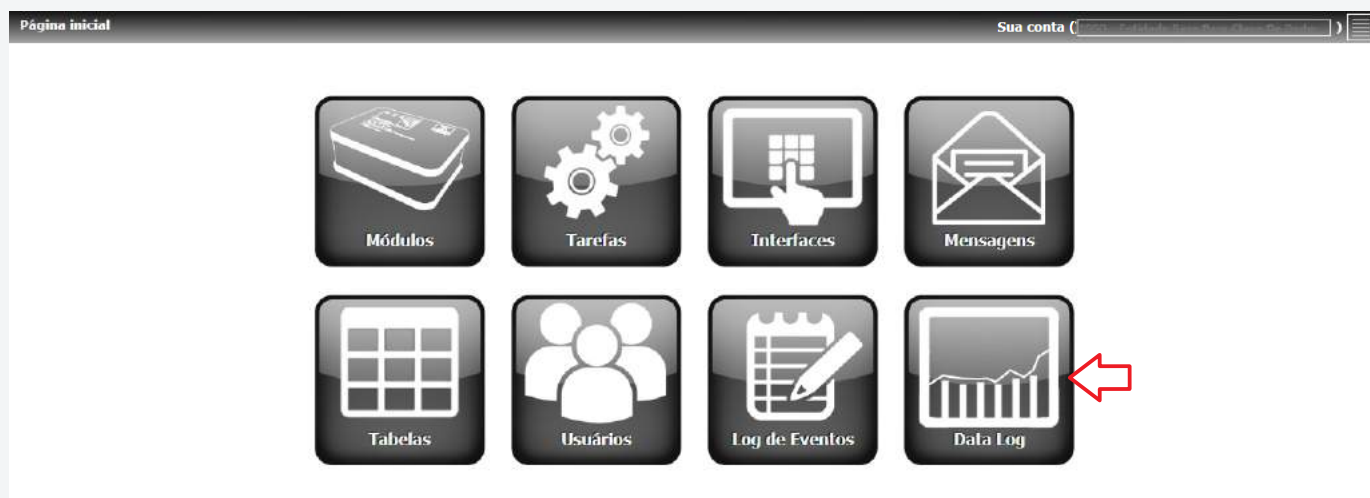 Página inicial
Sua conta ( )
Módulos
Tarefas
Interfaces
Mensagens
Tabelas
Usuários
Log de Eventos
Data Log